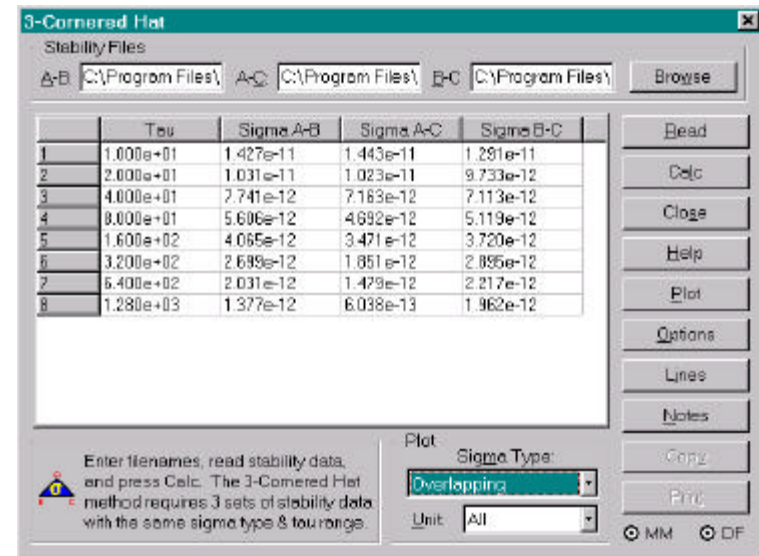 3-Cornered Hat
Stability Files
A-B: C:\Program Files\ A-C: C:\Program Files\ B-C C:\Program Files\ Browse
Tau Sigma A-B Sigma A-C Sigma B-C
1 1.000e+01 1.427e-11 1.443e-11 1.291e-11
2 2.000e+01 1.031e-11 1.023e-11 9.733e-12
3 4.000e+01 7.741e-12 7.163e-12 7.113e-12
4 8.000e+01 5.606e-12 4.692e-12 5.119e-12
5 1.600e+02 4.065e-12 3.471e-12 3.720e-12
6 3.200e+02 2.699e-12 1.851e-12 2.895e-12
7 6.400e+02 2.031e-12 1.479e-12 2.217e-12
8 1.280e+03 1.377e-12 6.038e-13 1.962e-12
Read
Calc
Close
Help
Plot
Options
Lines
Notes
Copy
Print
MM DF
Enter filenames, read stability data,
and press Calc. The 3-Cornered Hat
method requires 3 sets of stability data
with the same sigma type & tau range.
Plot
Sigma Type:
Overlapping
Unit: All